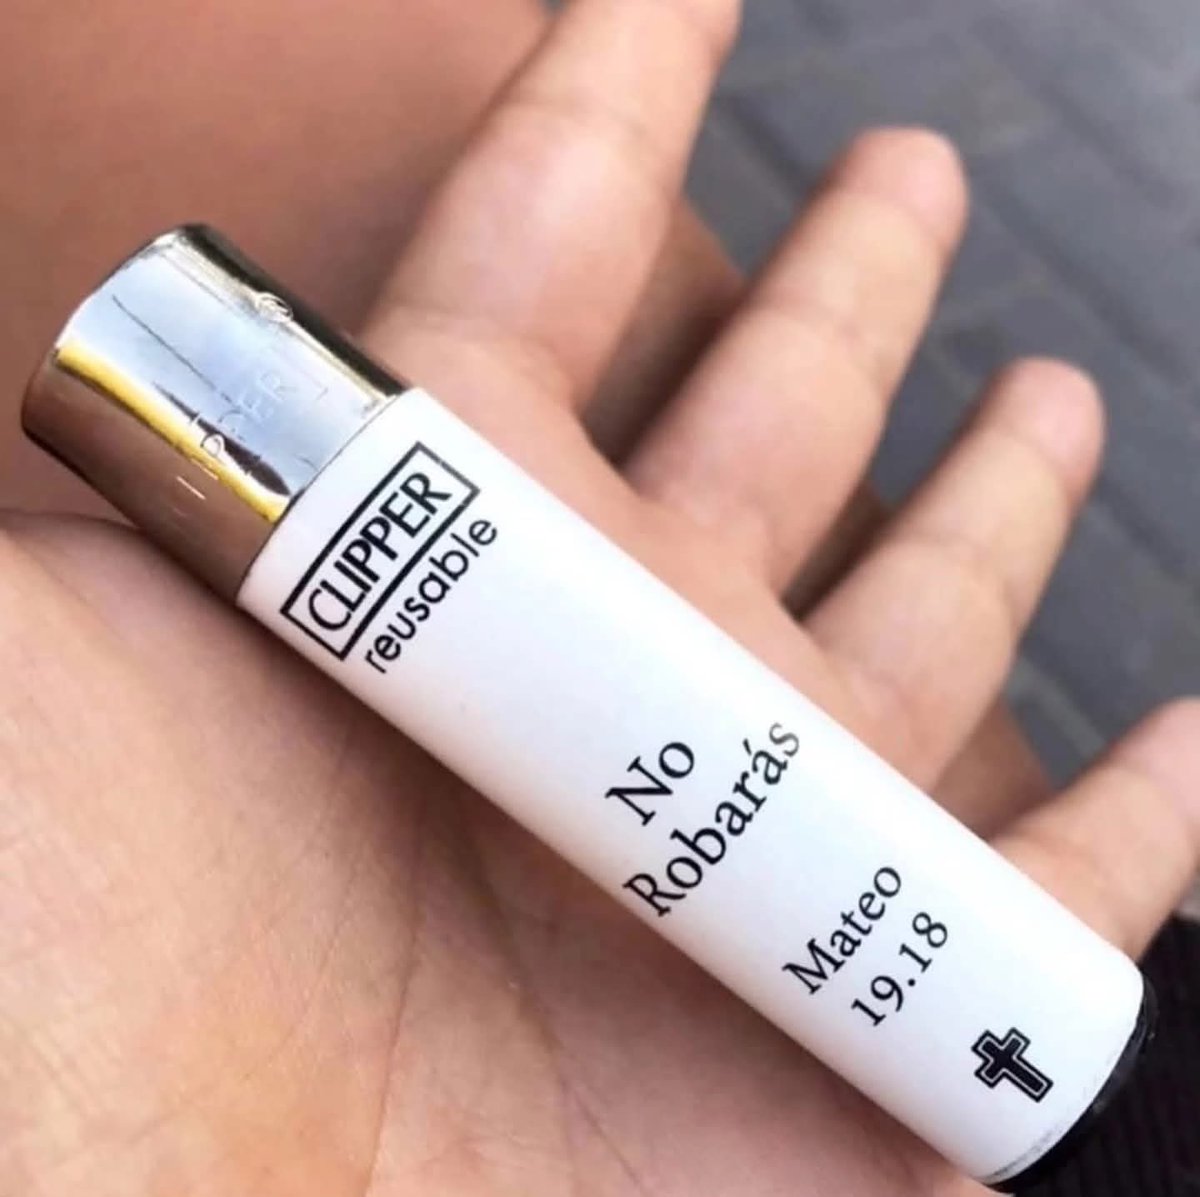 CLIPPER
reusable
No
Robarás
Mateo
19.18